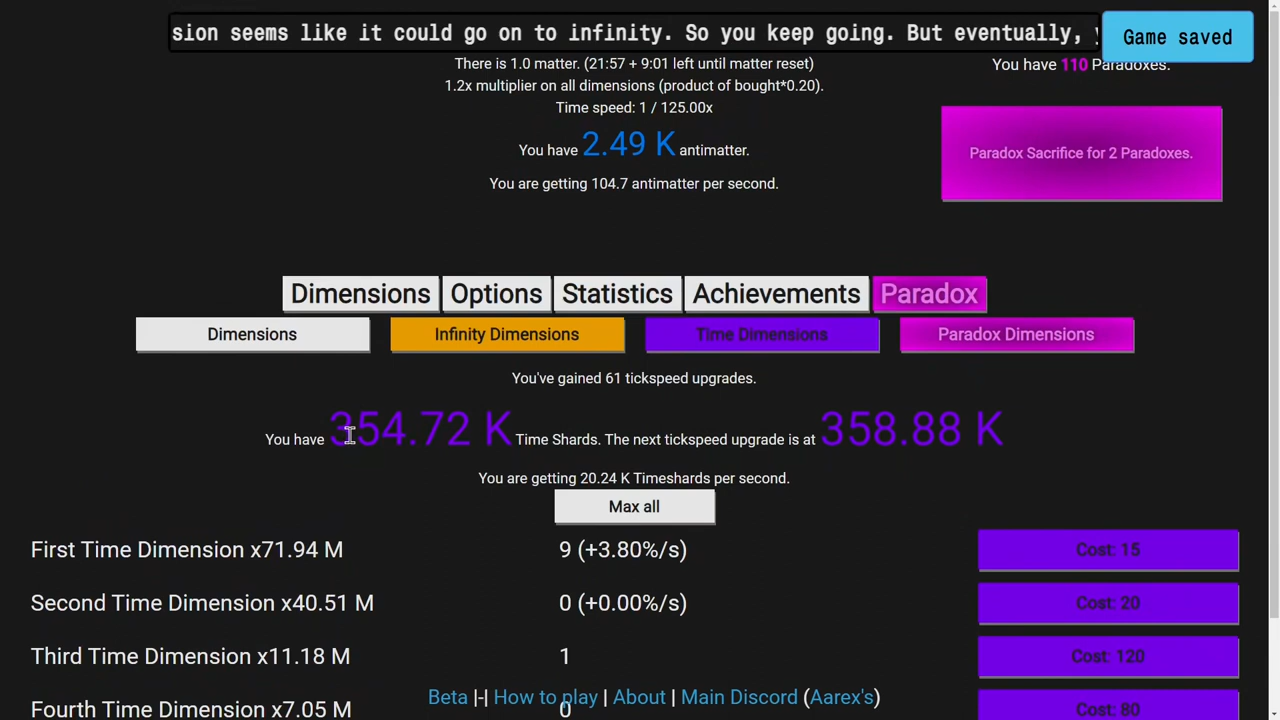 sion seems like it could go on to infinity. So you keep going. But eventually,
Game saved
There is 1.0 matter. (21:57 + 9:01 left until matter reset)
You have 110 Paradoxes.
1.2x multiplier on all dimensions (product of bought*0.20).
Time speed: 1 / 125.00x
You have 2.49 K antimatter.
Paradox Sacrifice for 2 Paradoxes.
You are getting 104.7 antimatter per second.
Dimensions Options Statistics Achievements Paradox
Dimensions Infinity Dimensions Time Dimensions Paradox Dimensions
You've gained 61 tickspeed upgrades.
You have 354.72 K Time Shards. The next tickspeed upgrade is at 358.88 K
You are getting 20.24 K Timeshards per second.
Max all
First Time Dimension x71.94 M 9 (+3.80%/s) Cost: 15
Second Time Dimension x40.51 M 0 (+0.00%/s) Cost: 20
Third Time Dimension x11.18 M 1 Cost: 120
Beta |-| How to play | About | Main Discord (Aarex's)
Fourth Time Dimension x7.05 M 0 Cost: 80